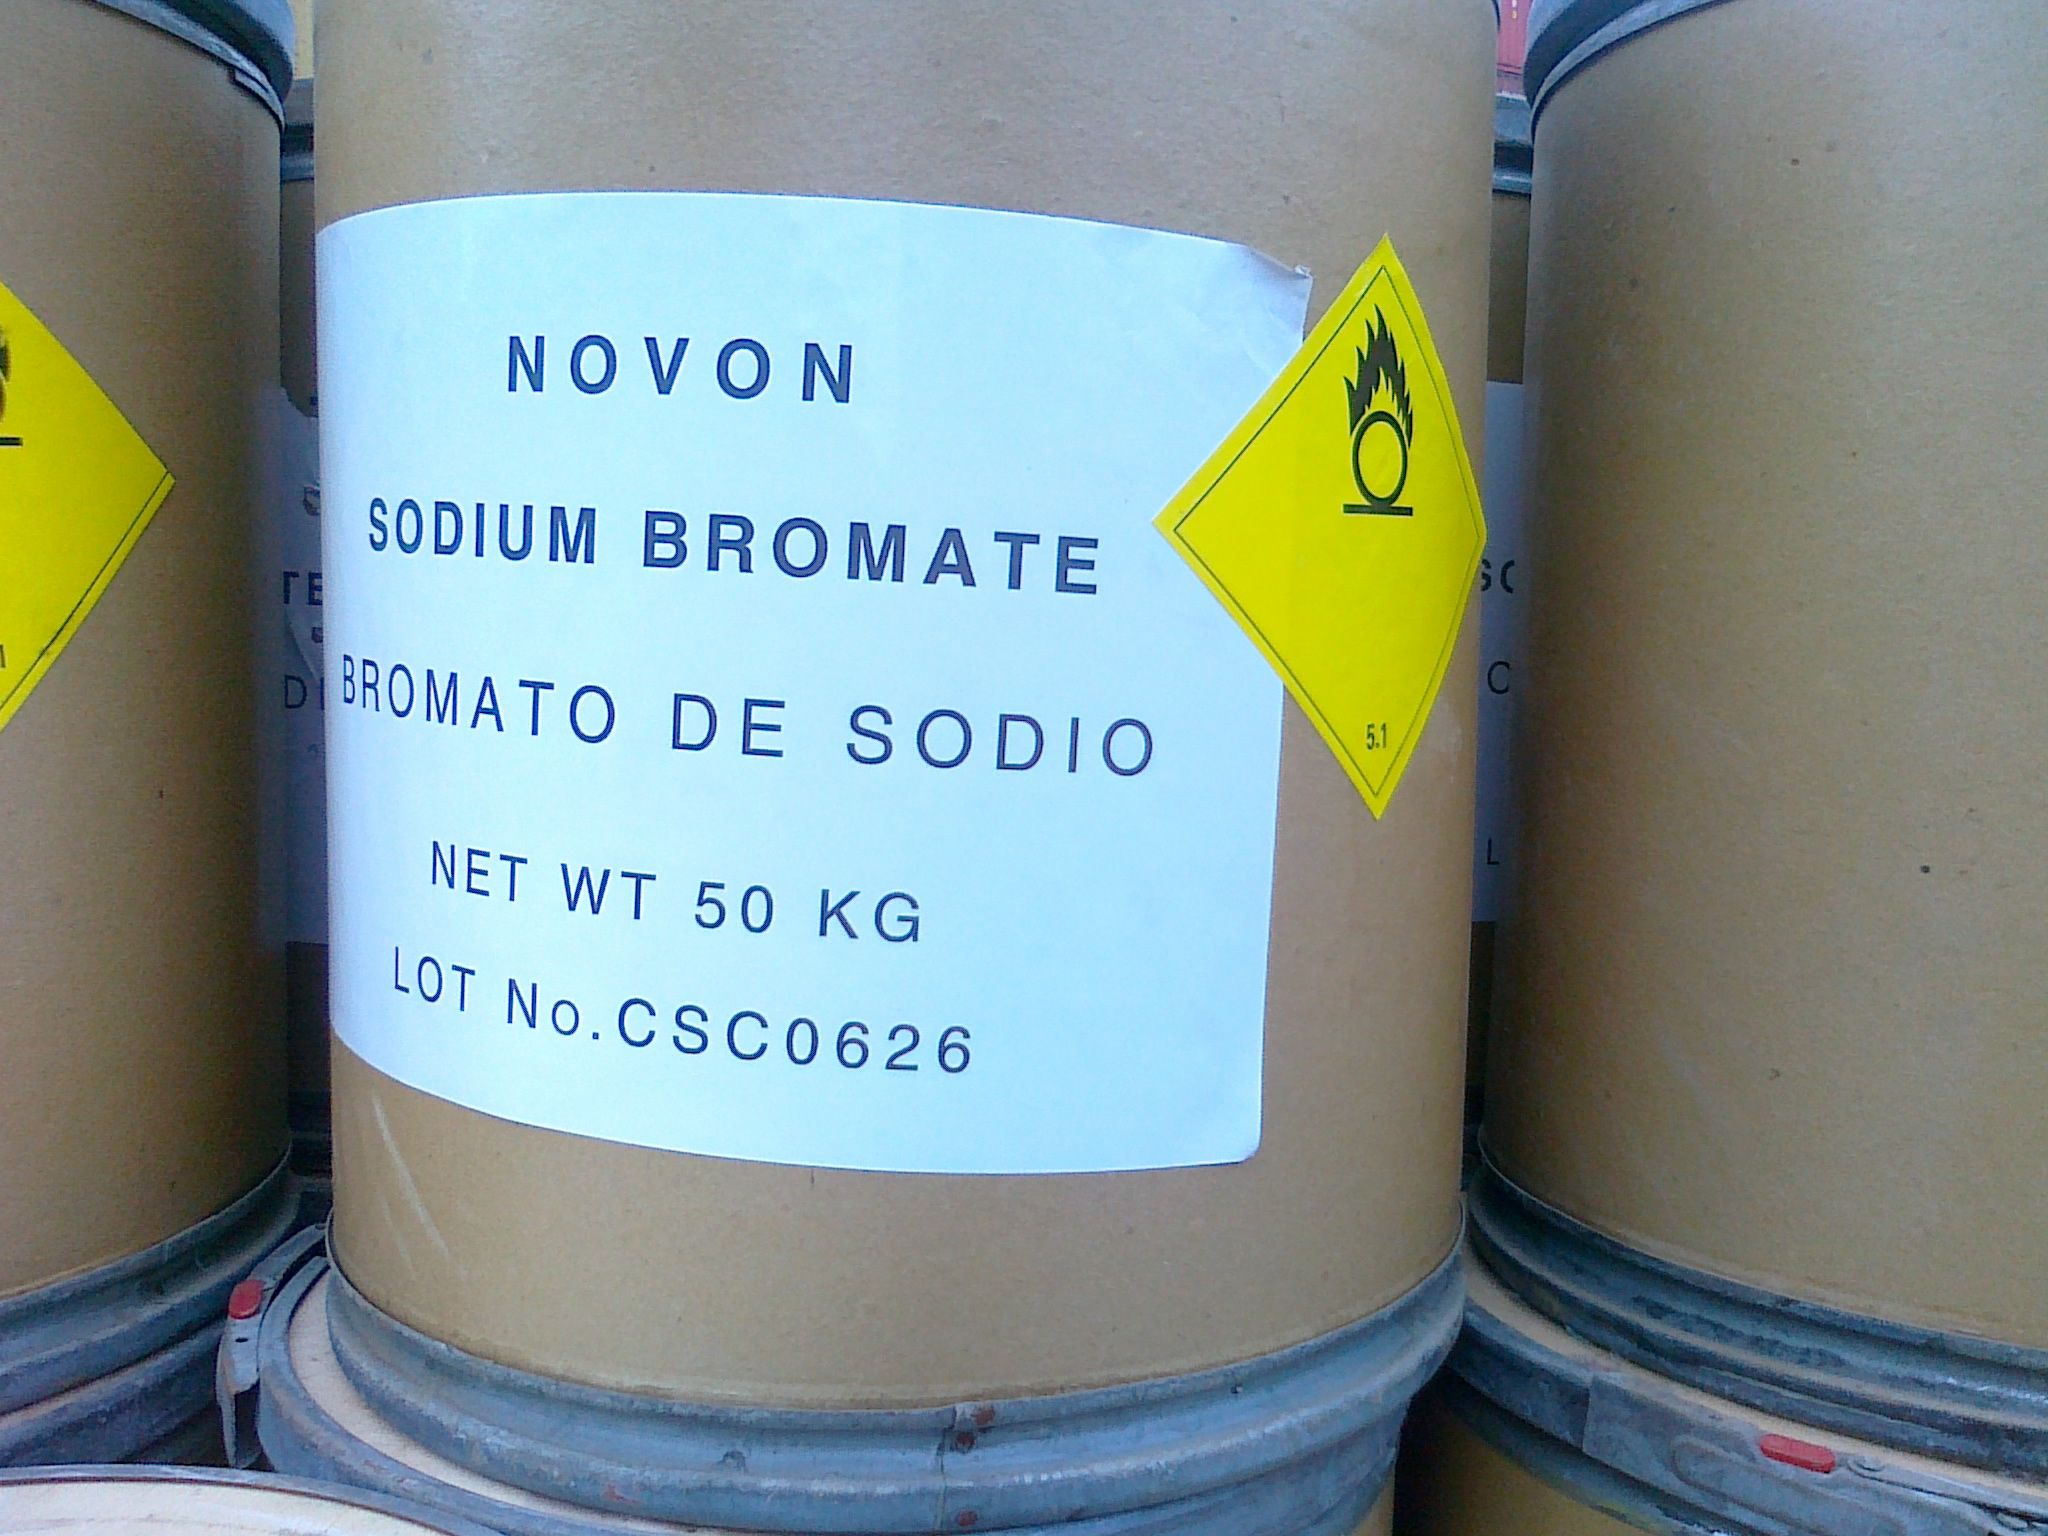 NOVON
SODIUM BROMATE
BROMATO DE SODIO
NET WT 50 KG
LOT No.CSC0626
5.1